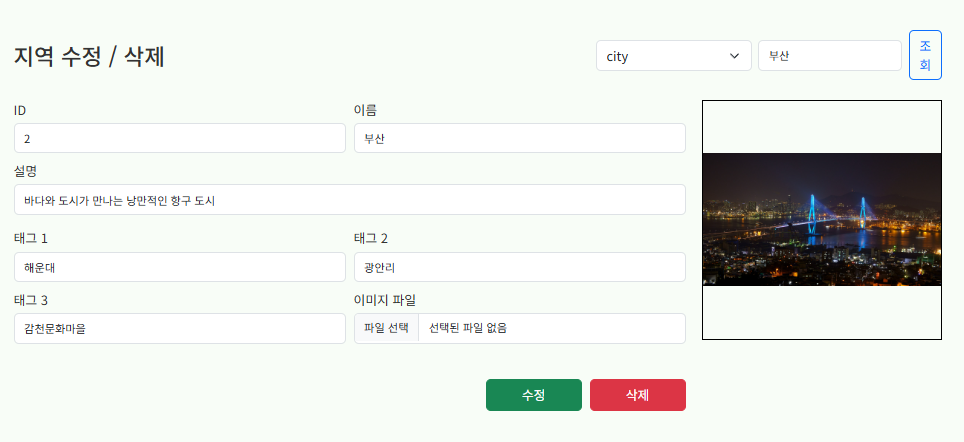 지역 수정 / 삭제
city
부산
조
회
ID
이름
2
부산
설명
바다와 도시가 만나는 낭만적인 항구 도시
태그 1
태그 2
해운대
광안리
태그 3
이미지 파일
감천문화마을
파일 선택
선택된 파일 없음
수정
삭제